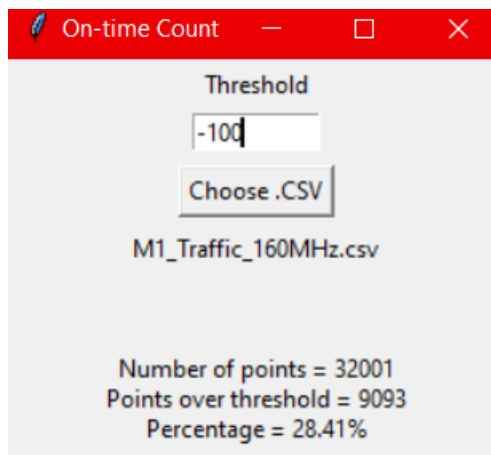 On-time Count
Threshold
-100
Choose .CSV
M1_Traffic_160MHz.csv
Number of points = 32001
Points over threshold = 9093
Percentage = 28.41%